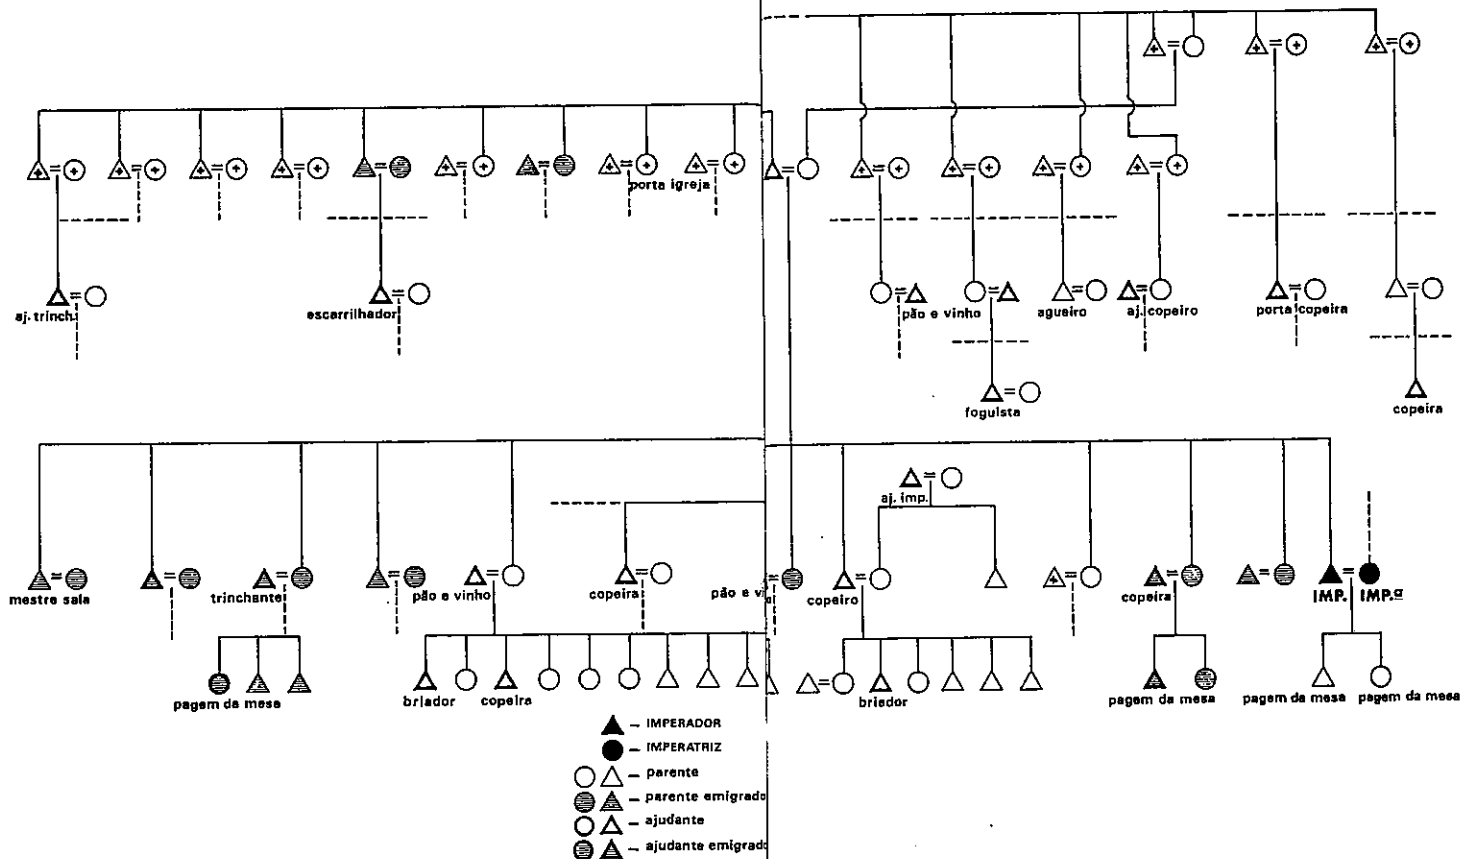 porta igreja
aj. trinch.
escarrilhador
pão e vinho
agueiro
aj. copeiro
porta copeira
foguista
copeira
aj. imp.
mestre sala
trinchante
pão e vinho
copeira
pão e vi
copeiro
copeira
IMP.
IMP.ª
pagem da mesa
briador
copeira
briador
pagem da mesa
pagem da mesa
pagem da mesa
— IMPERADOR
— IMPERATRIZ
— parente
— parente emigrado
— ajudante
— ajudante emigrado